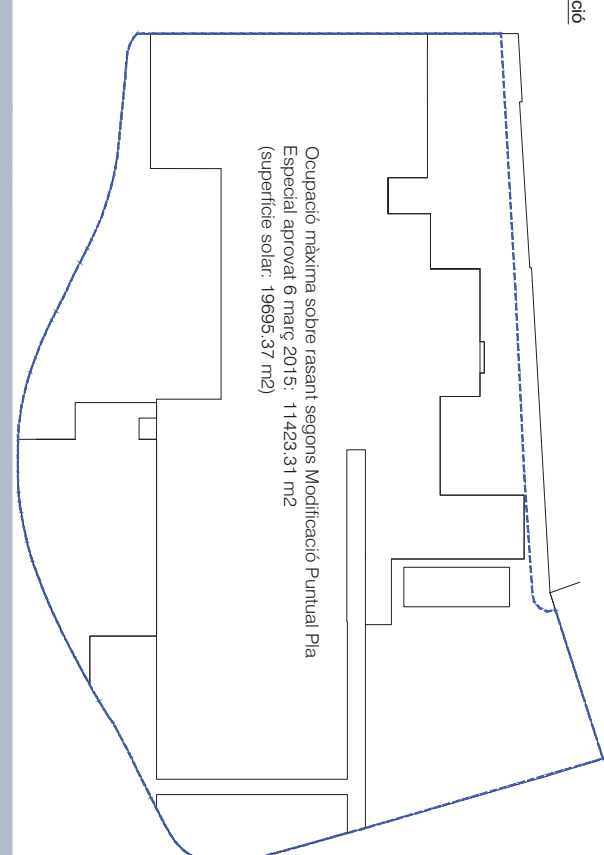 ció
Ocupació màxima sobre rasant segons Modificació Puntual Pla
Especial aprovat 6 març 2015: 11423.31 m2
(superfície solar: 19695.37 m2)